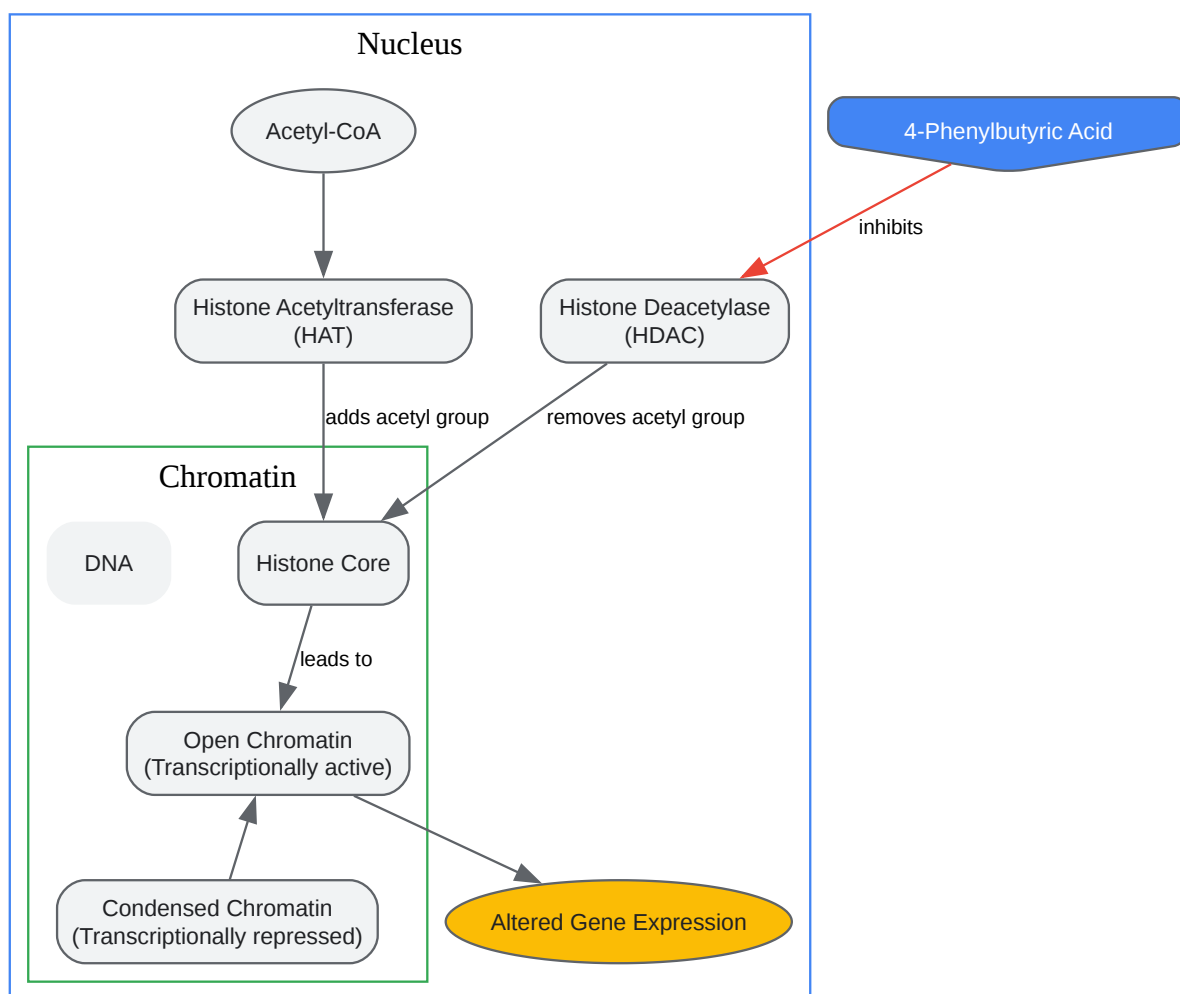 Nucleus
Acetyl-CoA
4-Phenylbutyric Acid
inhibits
Histone Acetyltransferase
(HAT)
Histone Deacetylase
(HDAC)
adds acetyl group
removes acetyl group
Chromatin
DNA
Histone Core
leads to
Open Chromatin
(Transcriptionally active)
Condensed Chromatin
(Transcriptionally repressed)
Altered Gene Expression